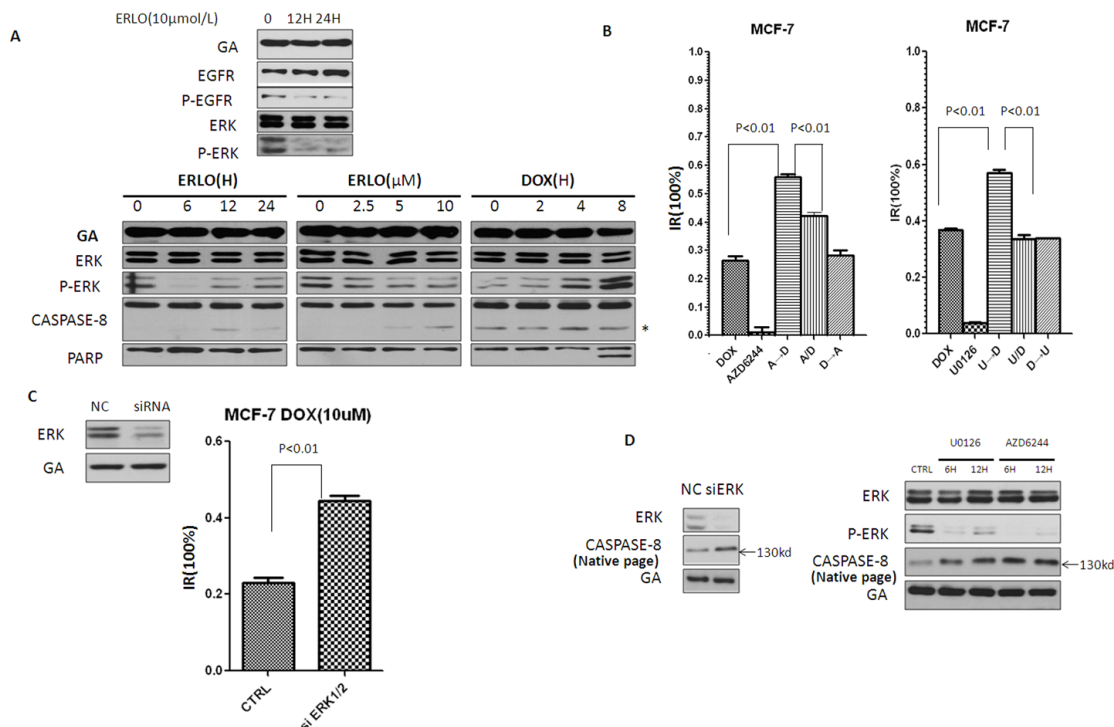 A
ERLO(10μmol/L) 0 12H 24H
GA
EGFR
P-EGFR
ERK
P-ERK
ERLO(H) ERLO(μM) DOX(H)
0 6 12 24 0 2.5 5 10 0 2 4 8
GA
ERK
P-ERK
CASPASE-8 *
PARP
B
MCF-7
IR(100%)
1.0
0.8
0.6
0.4
0.2
0.0
P<0.01 P<0.01
DOX AZD6244 A→D A/D D→A
MCF-7
IR(100%)
1.0
0.8
0.6
0.4
0.2
0.0
P<0.01 P<0.01
DOX U0126 U→D U/D D→U
C
NC siRNA
ERK
GA
MCF-7 DOX(10uM)
IR(100%)
0.6
0.4
0.2
0.0
P<0.01
CTRL si ERK1/2
D
NC siERK
ERK
CASPASE-8
(Native page)
←130kd
GA
U0126 AZD6244
CTRL 6H 12H 6H 12H
ERK
P-ERK
CASPASE-8
(Native page)
←130kd
GA